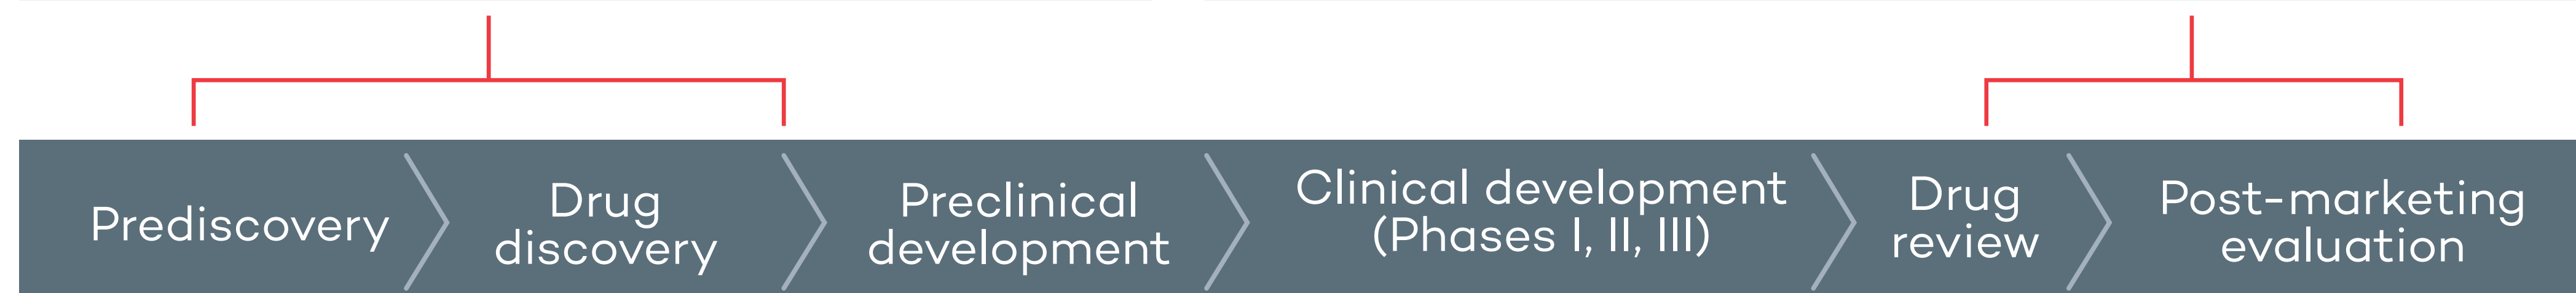 Prediscovery
Drug
discovery
Preclinical
development
Clinical development
(Phases I, II, III)
Drug
review
Post-marketing
evaluation